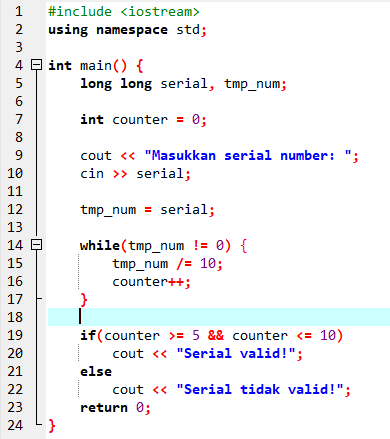 1 #include <iostream>
2 using namespace std;
3
4 int main() {
5 long long serial, tmp_num;
6
7 int counter = 0;
8
9 cout << "Masukkan serial number: ";
10 cin >> serial;
11
12 tmp_num = serial;
13
14 while(tmp_num != 0) {
15 tmp_num /= 10;
16 counter++;
17 }
18
19 if(counter >= 5 && counter <= 10)
20 cout << "Serial valid!";
21 else
22 cout << "Serial tidak valid!";
23 return 0;
24 }